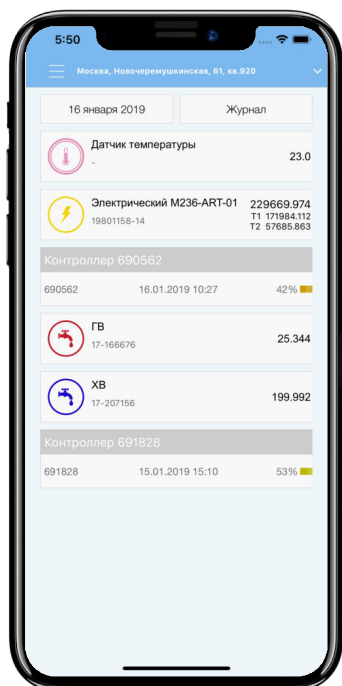 5:50
Москва, Новочеремушкинская, 61, кв.920
16 января 2019 Журнал
Датчик температуры
- 23.0
Электрический М236-ART-01 229669.974
19801158-14 T1 171984.112
T2 57685.863
Контроллер 690562
690562 16.01.2019 10:27 42%
ГВ
17-166676 25.344
ХВ
17-207156 199.992
Контроллер 691828
691828 15.01.2019 15:10 53%